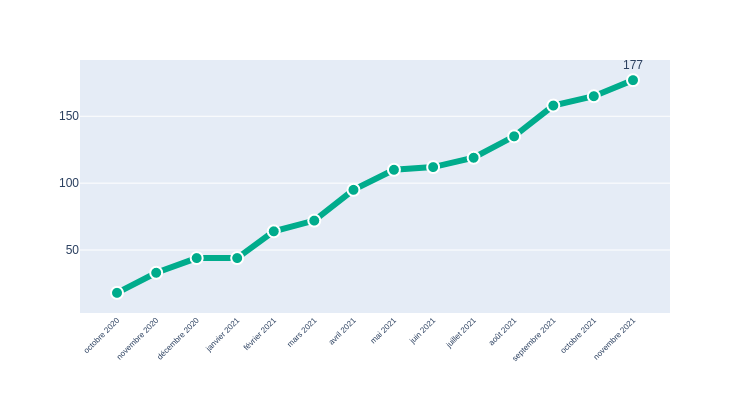 177
150
100
50
octobre 2020
novembre 2020
décembre 2020
janvier 2021
février 2021
mars 2021
avril 2021
mai 2021
juin 2021
juillet 2021
août 2021
septembre 2021
octobre 2021
novembre 2021